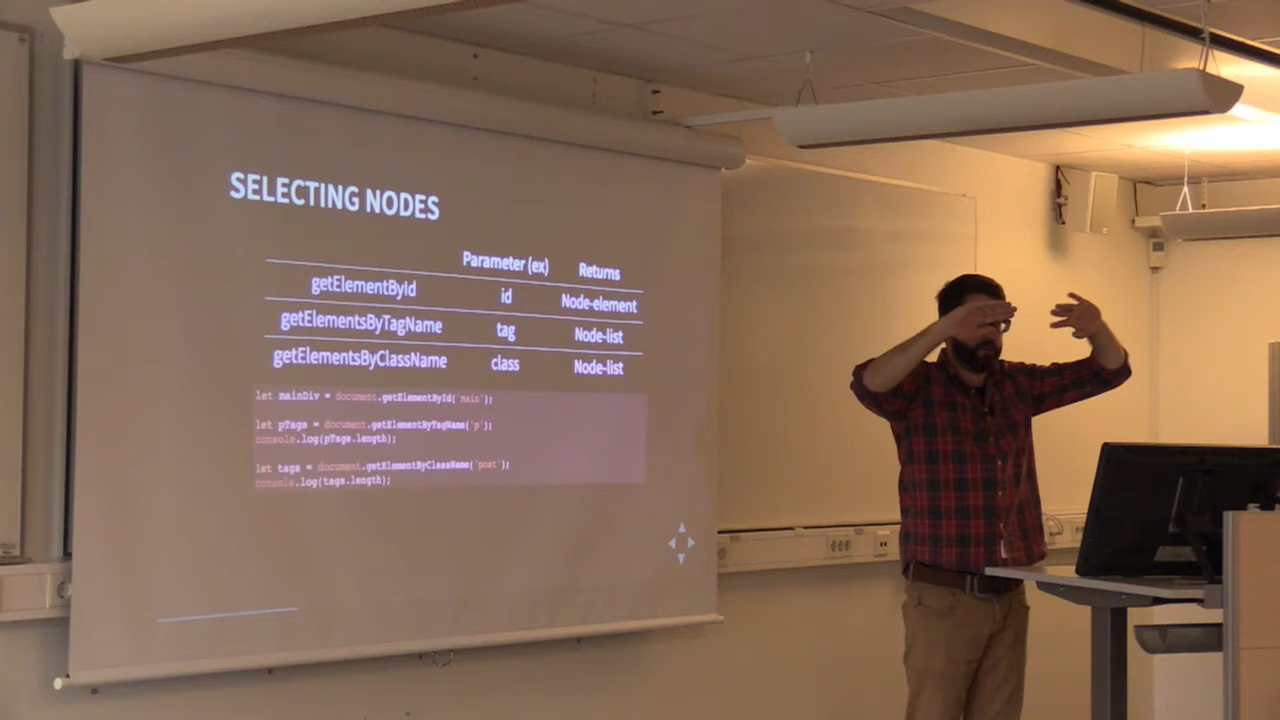 SELECTING NODES
Parameter (ex) Returns
getElementById id Node-element
getElementsByTagName tag Node-list
getElementsByClassName class Node-list
let mainDiv = document.getElementById('main');
let pTags = document.getElementByTagName('p');
console.log(pTags.length);
let tags = document.getElementByClassName('post');
console.log(tags.length);